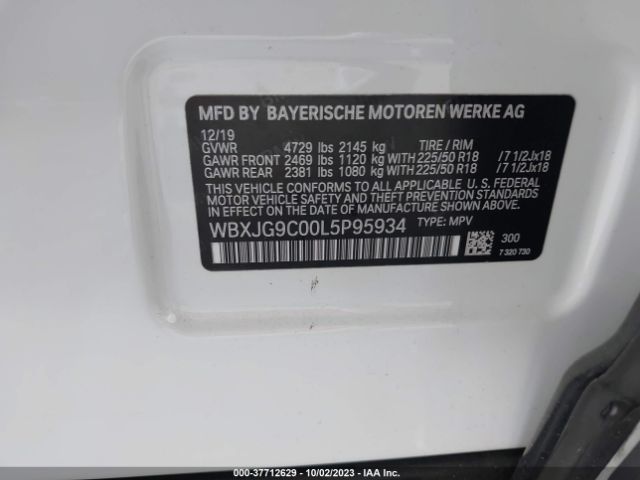 MFD BY BAYERISCHE MOTOREN WERKE AG
12/19
GVWR 4729 lbs 2145 kg TIRE / RIM
GAWR FRONT 2469 lbs 1120 kg WITH 225/50 R18 /7 1/2Jx18
GAWR REAR 2381 lbs 1080 kg WITH 225/50 R18 /7 1/2Jx18
THIS VEHICLE CONFORMS TO ALL APPLICABLE U. S. FEDERAL
MOTOR VEHICLE SAFETY AND THEFT PREVENTION
STANDARDS IN EFFECT ON THE DATE OF
MANUFACTURE SHOWN ABOVE.
WBXJG9C00L5P95934 TYPE: MPV
300
7 320 730
000-37712629 - 10/02/2023 - IAA Inc.